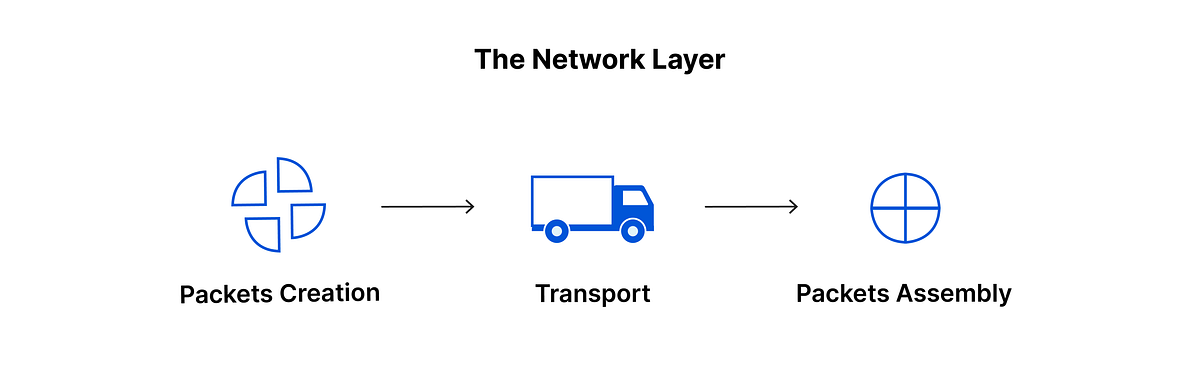 The Network Layer
Packets Creation
Transport
Packets Assembly